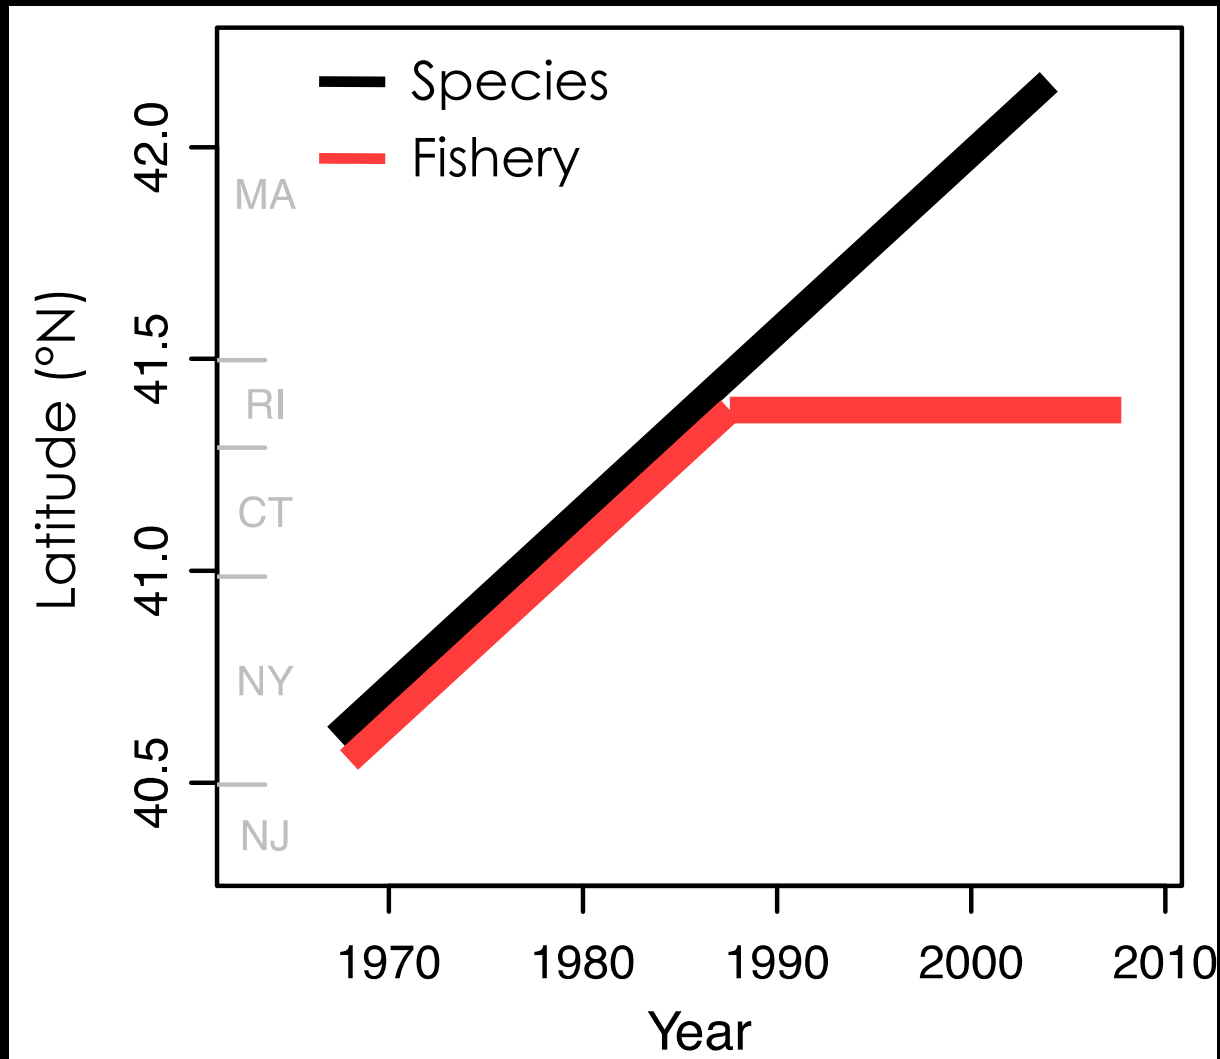 Species
Fishery
42.0
MA
41.5
RI
CT
41.0
NY
40.5
NJ
Latitude (°N)
1970 1980 1990 2000 2010
Year